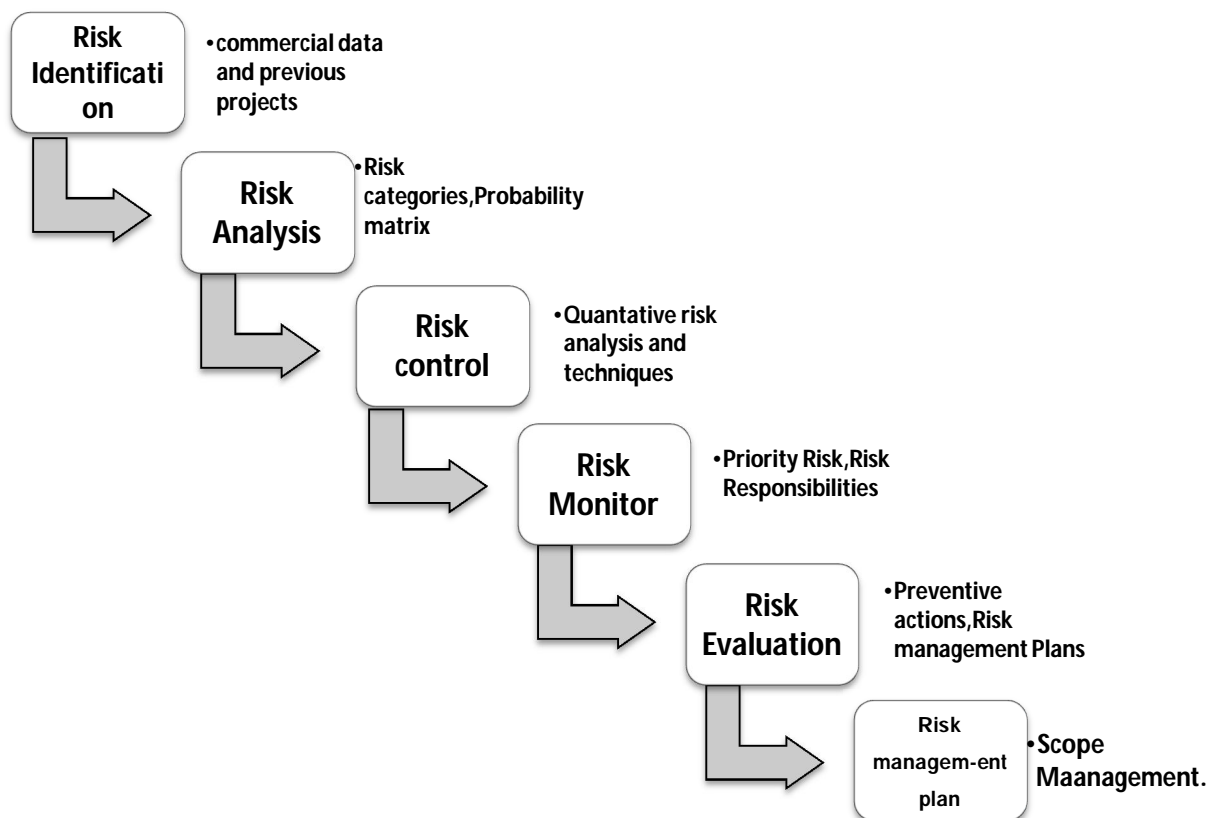 Risk
Identificati
on
•commercial data
and previous
projects
Risk
Analysis
•Risk
categories,Probability
matrix
Risk
control
•Quantative risk
analysis and
techniques
Risk
Monitor
•Priority Risk,Risk
Responsibilities
Risk
Evaluation
•Preventive
actions,Risk
management Plans
Risk
managem-ent
plan
•Scope
Maanagement.